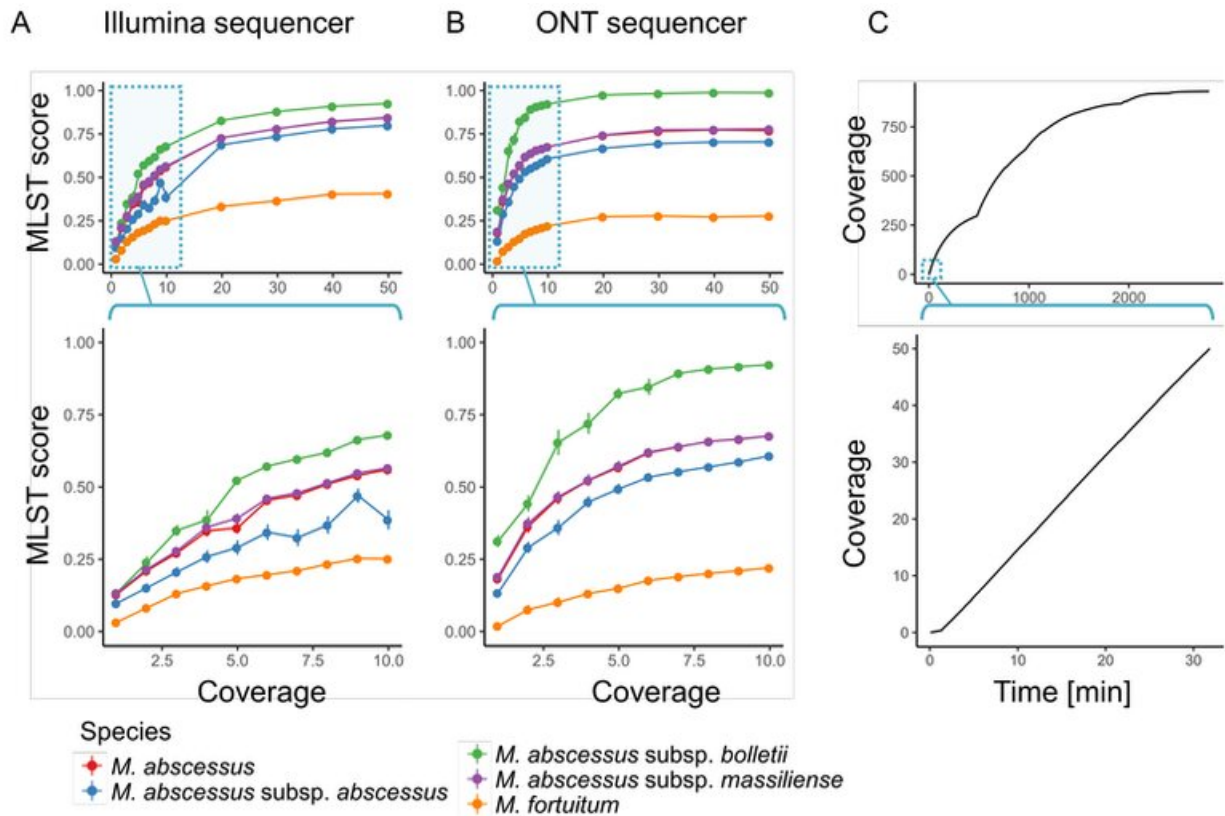 A Illumina sequencer B ONT sequencer C
MLST score
1.00
0.75
0.50
0.25
0.00
0 10 20 30 40 50
1.00
0.75
0.50
0.25
0.00
0 10 20 30 40 50
Coverage
750
500
250
0
0 1000 2000
MLST score
1.00
0.75
0.50
0.25
0.00
2.5 5.0 7.5 10.0
Coverage
1.00
0.75
0.50
0.25
0.00
2.5 5.0 7.5 10.0
Coverage
50
40
30
20
10
0
0 10 20 30
Time [min]
Species
M. abscessus
M. abscessus subsp. abscessus
M. abscessus subsp. bolletii
M. abscessus subsp. massiliense
M. fortuitum